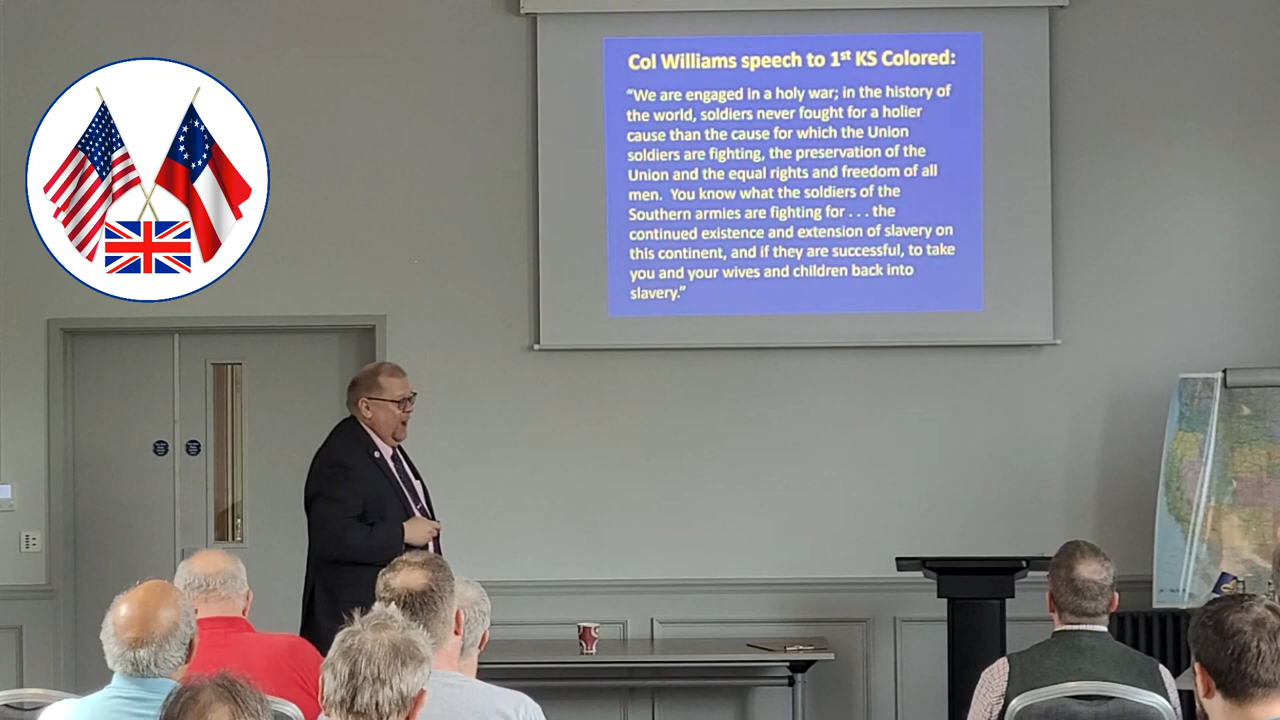 Col Williams speech to 1st KS Colored:
“We are engaged in a holy war; in the history of
the world, soldiers never fought for a holier
cause than the cause for which the Union
soldiers are fighting, the preservation of the
Union and the equal rights and freedom of all
men.  You know what the soldiers of the
Southern armies are fighting for . . . the
continued existence and extension of slavery on
this continent, and if they are successful, to take
you and your wives and children back into
slavery.”